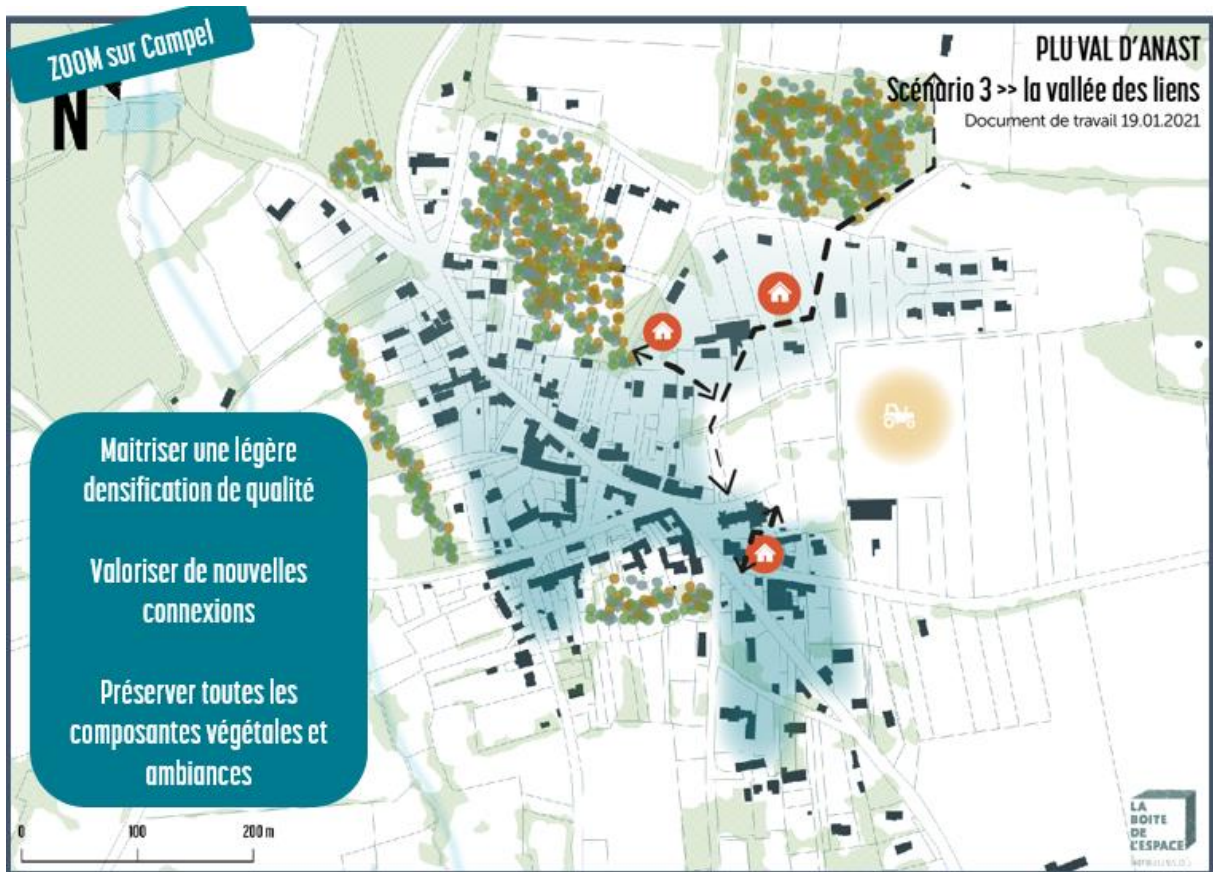 ZOOM sur Campel
N
PLU VAL D'ANAST
Scénario 3 >> la vallée des liens
Document de travail 19.01.2021
Maitriser une légère
densification de qualité
Valoriser de nouvelles
connexions
Préserver toutes les
composantes végétales et
ambiances
0 100 200 m
LA
BOITE
DE
L'ESPACE